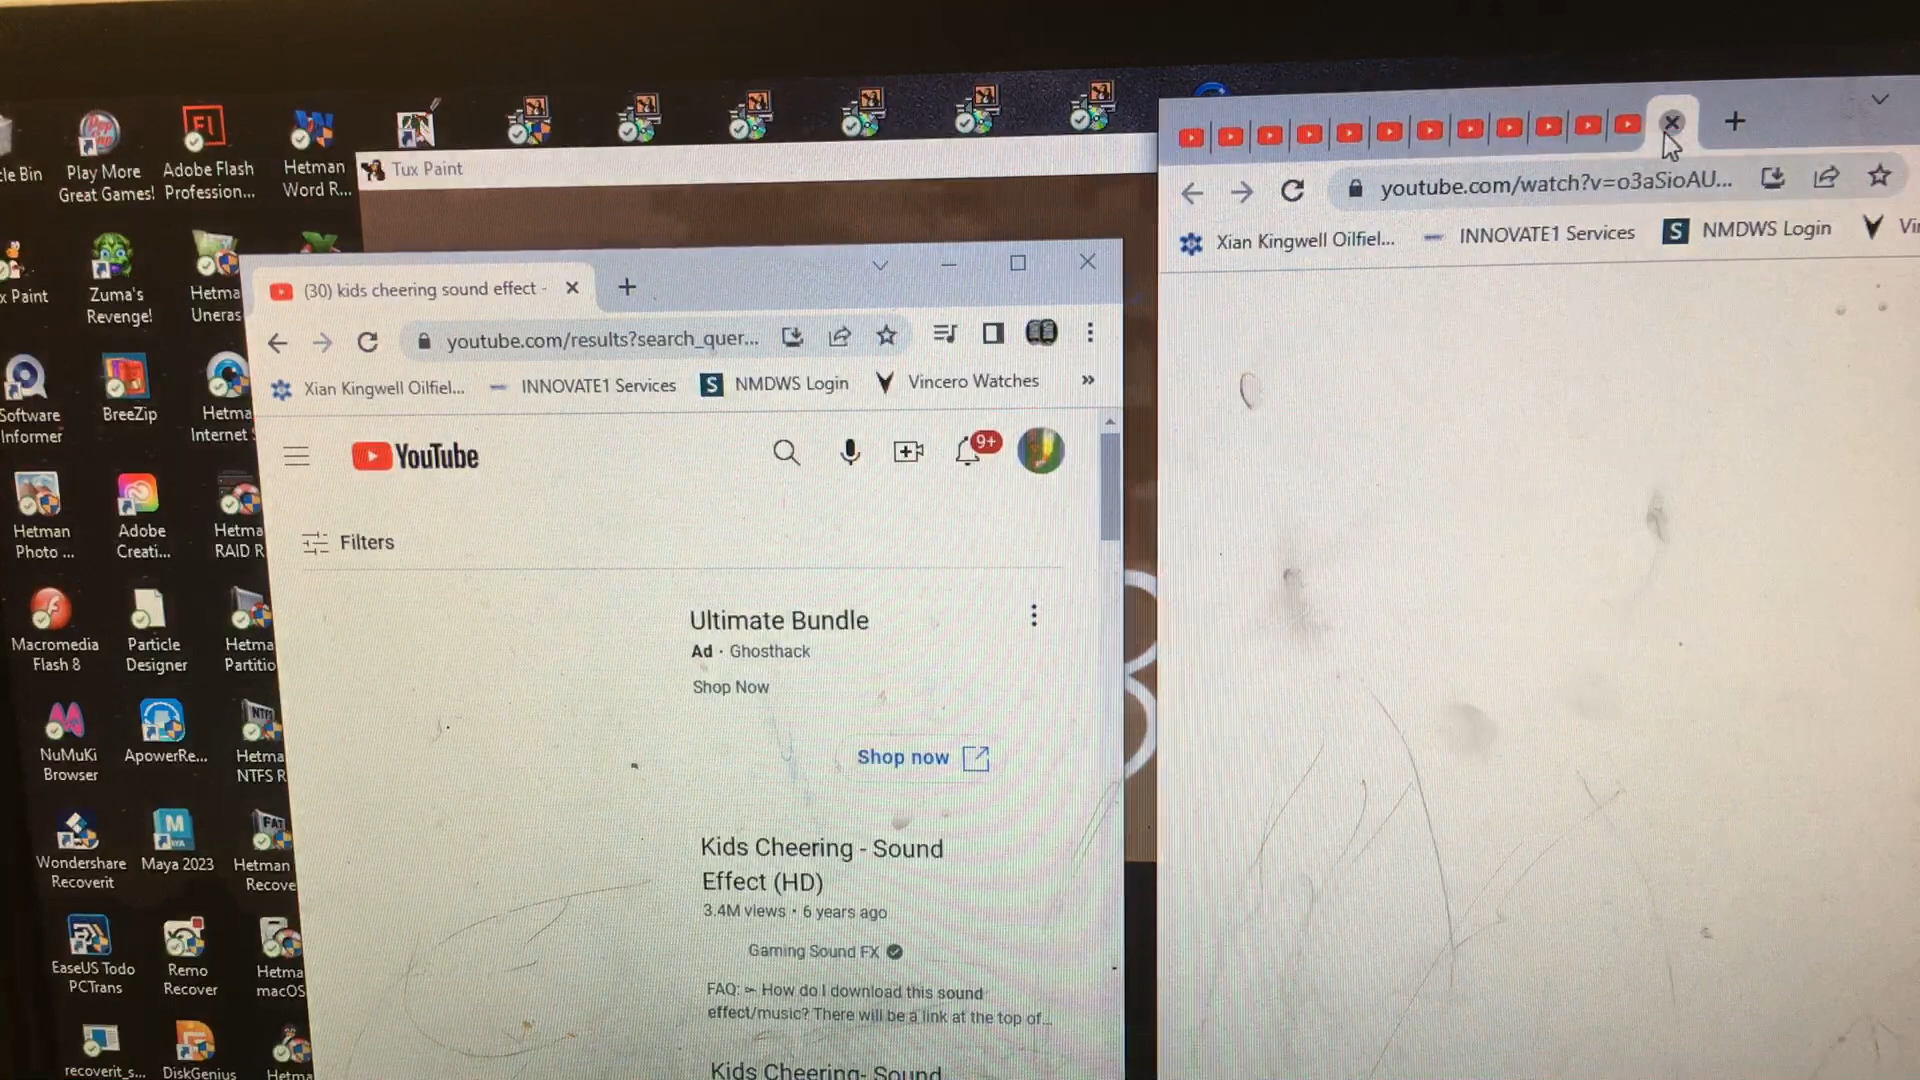 le Bin
Play More
Great Games!
Adobe Flash
Profession...
Hetman
Word R...
Tux Paint
x Paint
Zuma's
Revenge!
Hetma
Uneras
Software
Informer
BreeZip
Hetma
Internet
Hetman
Photo ...
Adobe
Creati...
Hetma
RAID R
Macromedia
Flash 8
Particle
Designer
Hetma
Partitio
NuMuKi
Browser
ApowerRe...
NTFS
Hetma
NTFS R
Wondershare
Recoverit
Maya 2023
FAT
Hetman
Recove
EaseUS Todo
PCTrans
Remo
Recover
Hetma
macOS
recoverit_s...
DiskGenius
Hetma
(30) kids cheering sound effect -
youtube.com/results?search_quer...
Xian Kingwell Oilfiel...
INNOVATE1 Services
S NMDWS Login
Vincero Watches
»
YouTube
9+
Filters
Ultimate Bundle
Ad · Ghosthack
Shop Now
Shop now
Kids Cheering - Sound
Effect (HD)
3.4M views • 6 years ago
Gaming Sound FX
FAQ: ► How do I download this sound
effect/music? There will be a link at the top of...
Kids Cheering- Sound
youtube.com/watch?v=o3aSioAU...
Xian Kingwell Oilfiel...
INNOVATE1 Services
S NMDWS Login
Vi